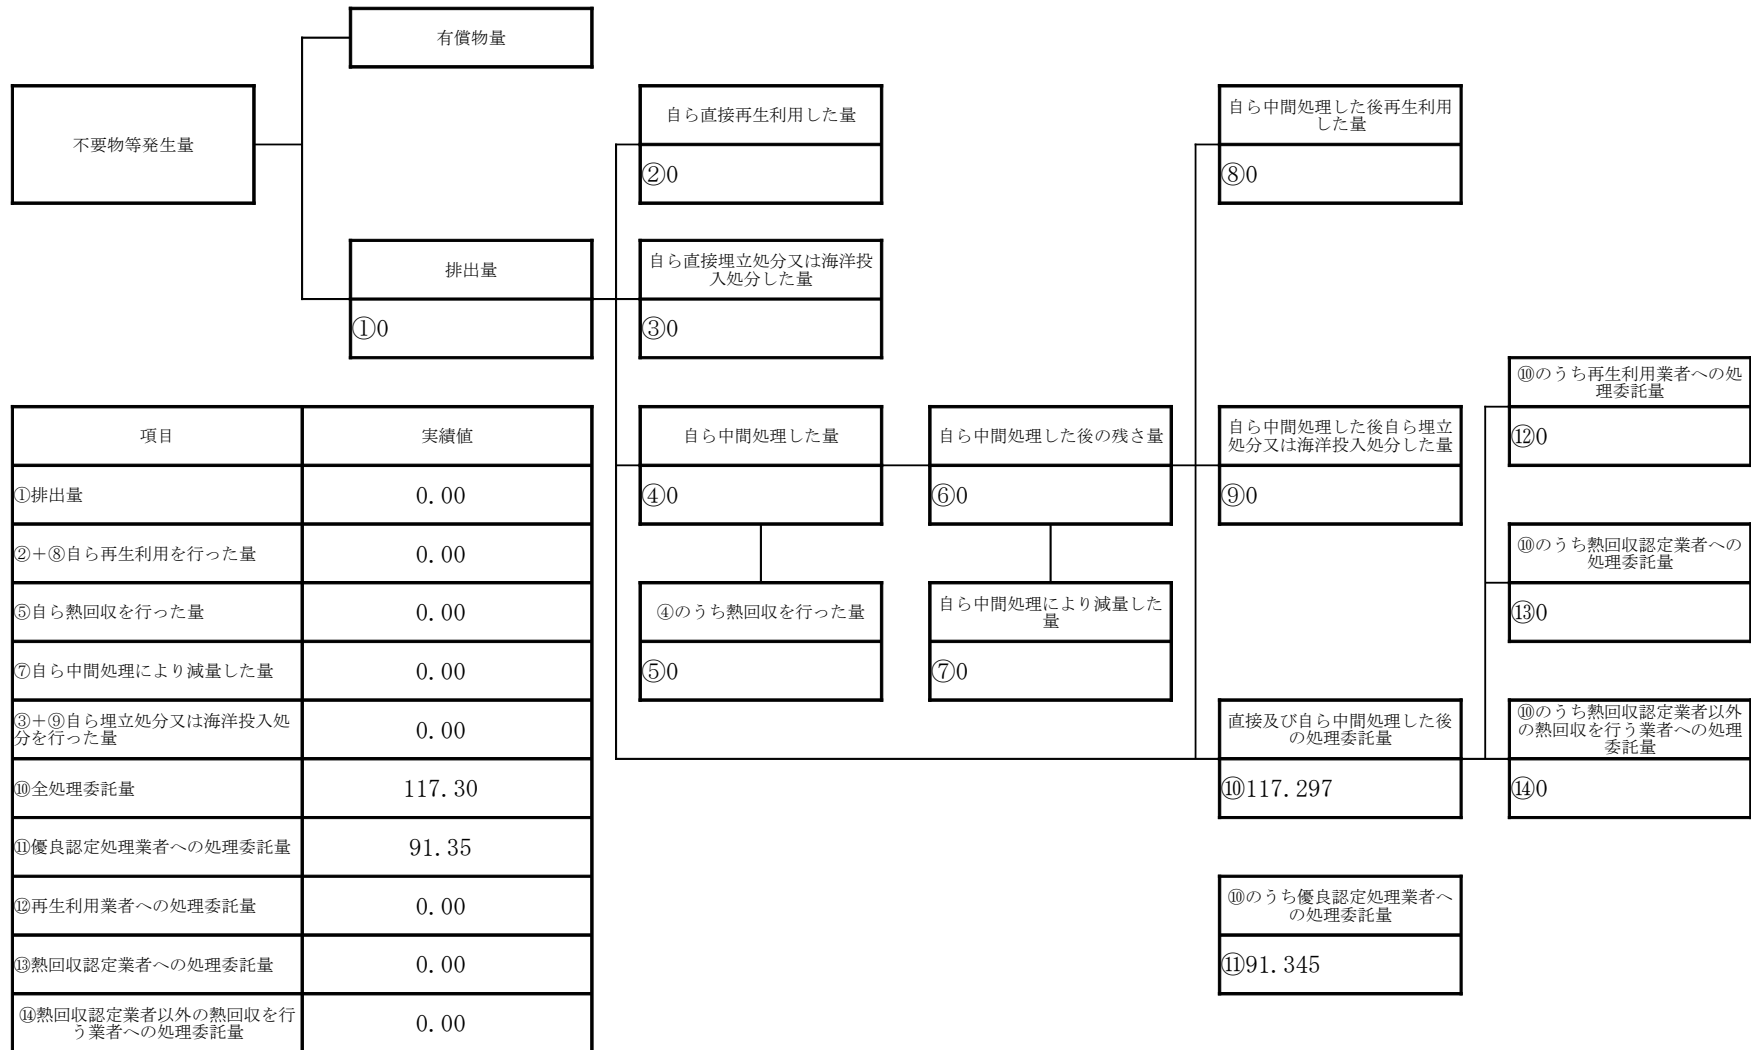 有償物量
不要物等発生量
自ら直接再生利用した量
②0
自ら中間処理した後再生利用
した量
⑧0
排出量
①0
自ら直接埋立処分又は海洋投
入処分した量
③0
⑩のうち再生利用業者への処
理委託量
⑫0
自ら中間処理した量
④0
自ら中間処理した後の残さ量
⑥0
自ら中間処理した後自ら埋立
処分又は海洋投入処分した量
⑨0
⑩のうち熱回収認定業者への
処理委託量
⑬0
④のうち熱回収を行った量
⑤0
自ら中間処理により減量した
量
⑦0
直接及び自ら中間処理した後
の処理委託量
⑩117.297
⑩のうち熱回収認定業者以外
の熱回収を行う業者への処理
委託量
⑭0
⑩のうち優良認定処理業者へ
の処理委託量
⑪91.345
項目 実績値
①排出量 0.00
②＋⑧自ら再生利用を行った量 0.00
⑤自ら熱回収を行った量 0.00
⑦自ら中間処理により減量した量 0.00
③＋⑨自ら埋立処分又は海洋投入処
分を行った量 0.00
⑩全処理委託量 117.30
⑪優良認定処理業者への処理委託量 91.35
⑫再生利用業者への処理委託量 0.00
⑬熱回収認定業者への処理委託量 0.00
⑭熱回収認定業者以外の熱回収を行
う業者への処理委託量 0.00